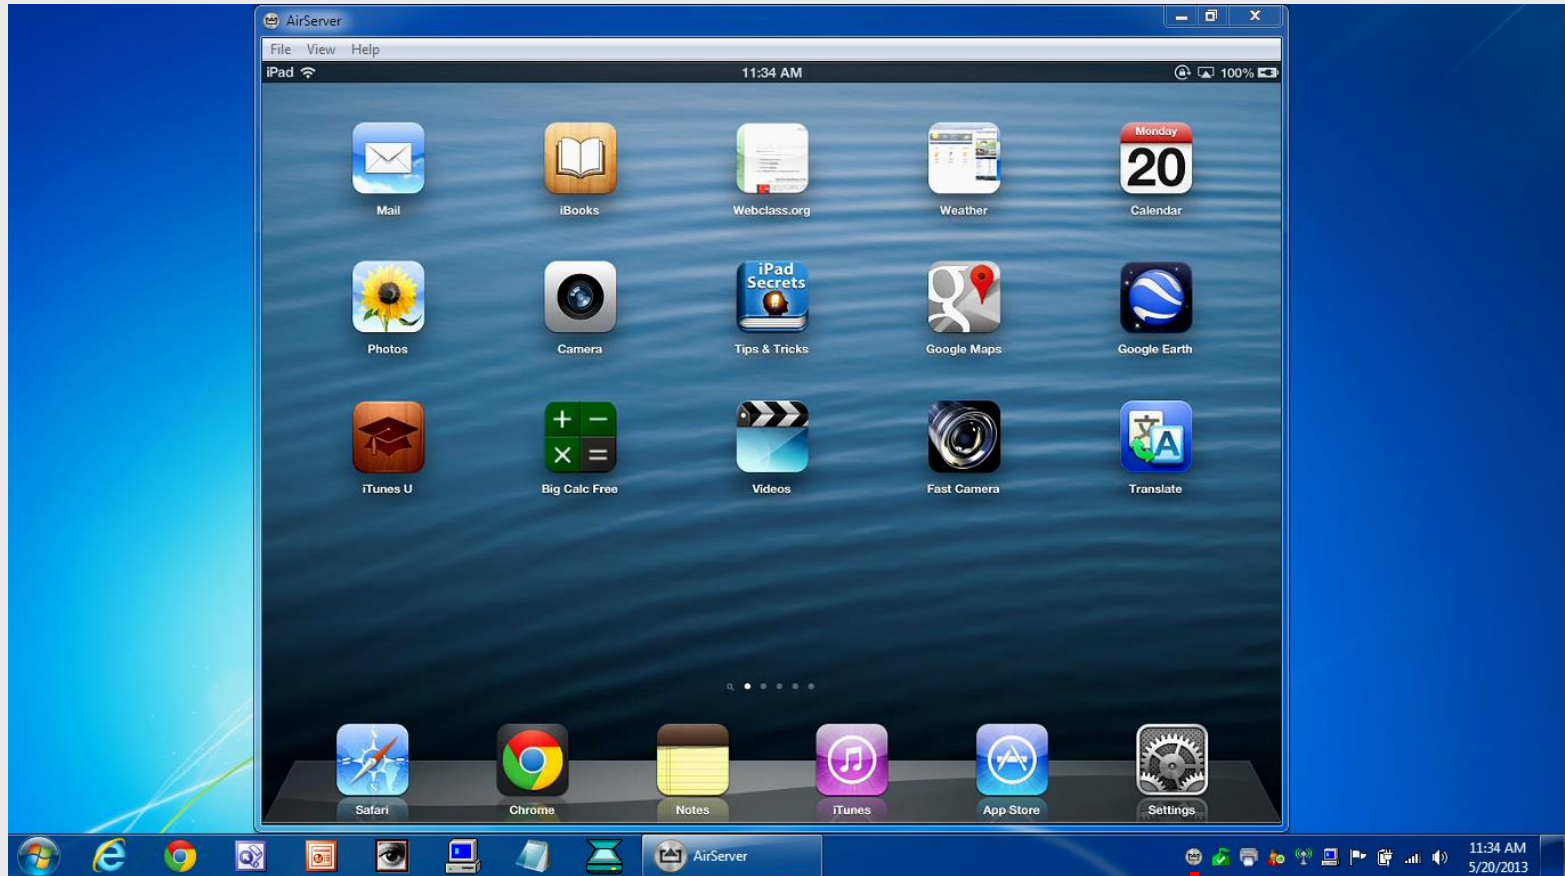 AirServer
File View Help
iPad 11:34 AM 100%
Monday
20
Mail iBooks Webclass.org Weather Calendar
iPad
Secrets
Photos Camera Tips & Tricks Google Maps Google Earth
iTunes U Big Calc Free Videos Fast Camera Translate
Safari Chrome Notes iTunes App Store Settings
AirServer
11:34 AM
5/20/2013